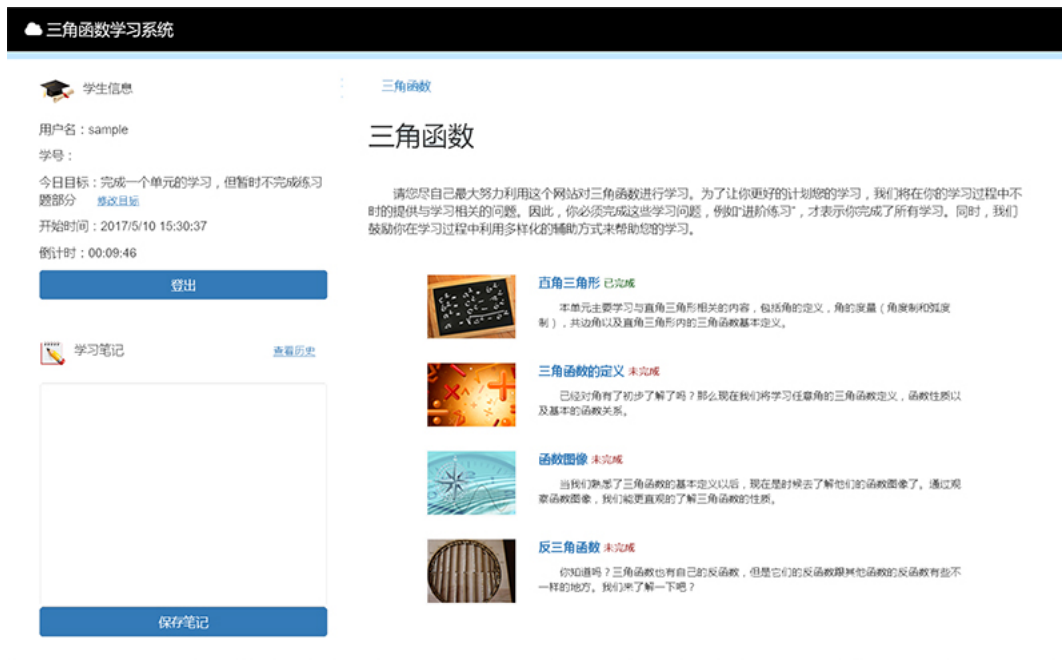 三角函数学习系统
学生信息
用户名：sample
学号：
今日目标：完成一个单元的学习，但暂时不完成练习
题部分 修改目标
开始时间：2017/5/10 15:30:37
倒计时：00:09:46
登出
学习笔记 查看历史
保存笔记
三角函数
三角函数
请您尽自己最大努力利用这个网站对三角函数进行学习。为了让你更好的计划您的学习，我们将在你的学习过程中不
时的提供与学习相关的问题。因此，你必须完成这些学习问题，例如“进阶练习”，才表示你完成了所有学习。同时，我们
鼓励你在学习过程中利用多样化的辅助方式来帮助您的学习。
直角三角形 已完成
本单元主要学习与直角三角形相关的内容，包括角的定义，角的度量（角度制和弧度
制），共边角以及直角三角形内的三角函数基本定义。
三角函数的定义 未完成
已经对角有了初步了解了吗？那么现在我们将学习任意角的三角函数定义，函数性质以
及基本的函数关系。
函数图像 未完成
当我们熟悉了三角函数的基本定义以后，现在是时候去了解他们的函数图像了。通过观
察函数图像，我们能更直观的了解三角函数的性质。
反三角函数 未完成
你知道吗？三角函数也有自己的反函数，但是它们的反函数跟其他函数的反函数有些不
一样的地方。我们来了解一下吧？